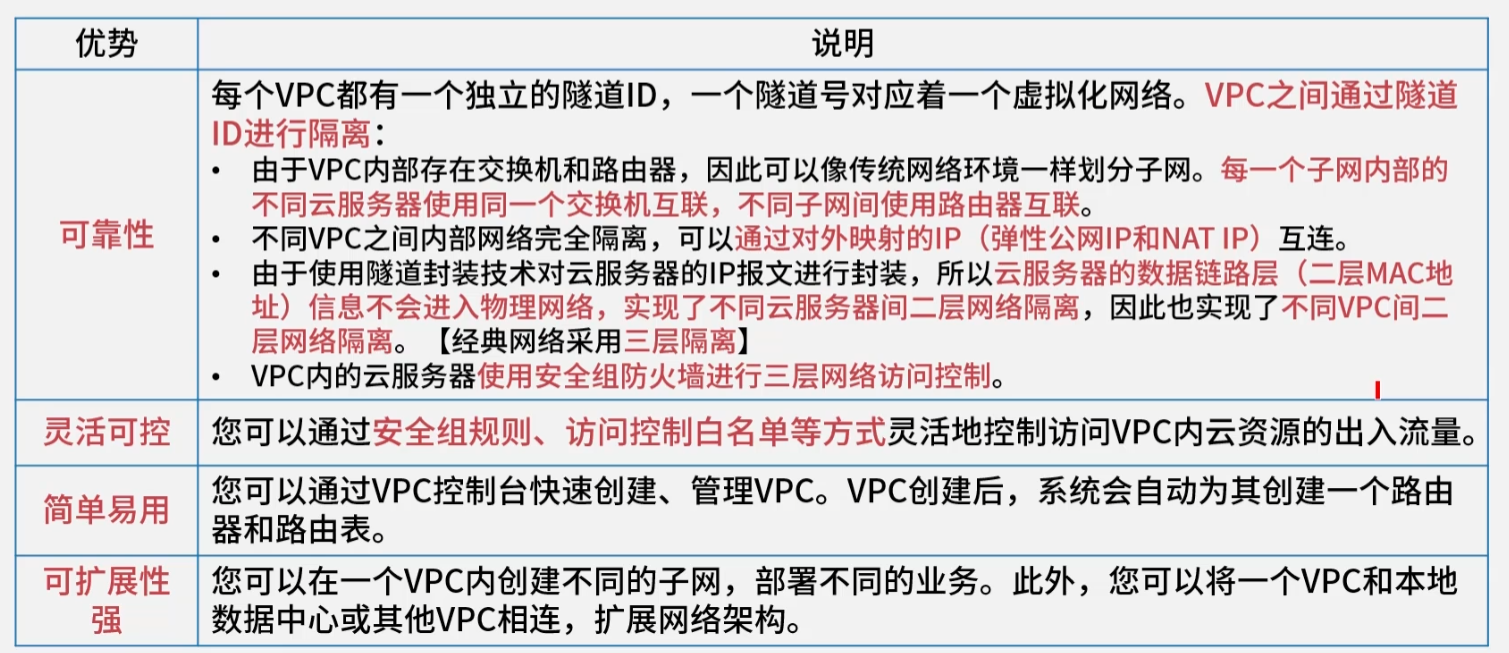 优势
说明
可靠性
每个VPC都有一个独立的隧道ID，一个隧道号对应着一个虚拟化网络。VPC之间通过隧道
ID进行隔离：
• 由于VPC内部存在交换机和路由器，因此可以像传统网络环境一样划分子网。每一个子网内部的
不同云服务器使用同一个交换机互联，不同子网间使用路由器互联。
• 不同VPC之间内部网络完全隔离，可以通过对外映射的IP（弹性公网IP和NAT IP）互连。
• 由于使用隧道封装技术对云服务器的IP报文进行封装，所以云服务器的数据链路层（二层MAC地
址）信息不会进入物理网络，实现了不同云服务器间二层网络隔离，因此也实现了不同VPC间二
层网络隔离。【经典网络采用三层隔离】
• VPC内的云服务器使用安全组防火墙进行三层网络访问控制。
灵活可控
您可以通过安全组规则、访问控制白名单等方式灵活地控制访问VPC内云资源的出入流量。
简单易用
您可以通过VPC控制台快速创建、管理VPC。VPC创建后，系统会自动为其创建一个路由
器和路由表。
可扩展性
强
您可以在一个VPC内创建不同的子网，部署不同的业务。此外，您可以将一个VPC和本地
数据中心或其他VPC相连，扩展网络架构。